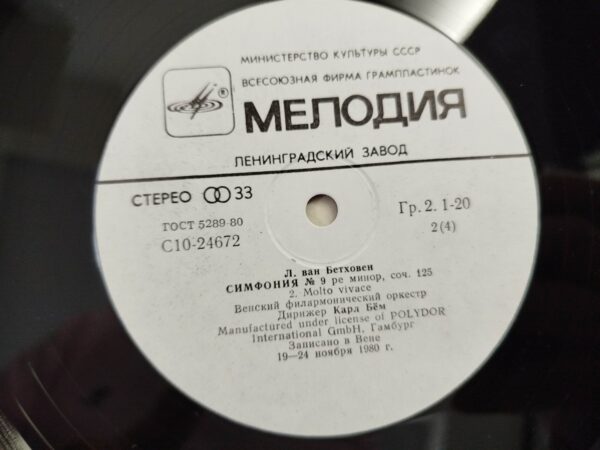 МИНИСТЕРСТВО КУЛЬТУРЫ СССР
ВСЕСОЮЗНАЯ ФИРМА ГРАМПЛАСТИНОК
®
МЕЛОДИЯ
ЛЕНИНГРАДСКИЙ ЗАВОД
СТЕРЕО 33
Гр. 2. 1-20
ГОСТ 5289-80
2(4)
С10-24672
Л. ван Бетховен
СИМФОНИЯ № 9 ре минор, соч. 125
2. Molto vivace
Венский филармонический оркестр
Дирижер Карл Бём
Manufactured under license of POLYDOR
International GmbH, Гамбург
Записано в Вене
19—24 ноября 1980 г.